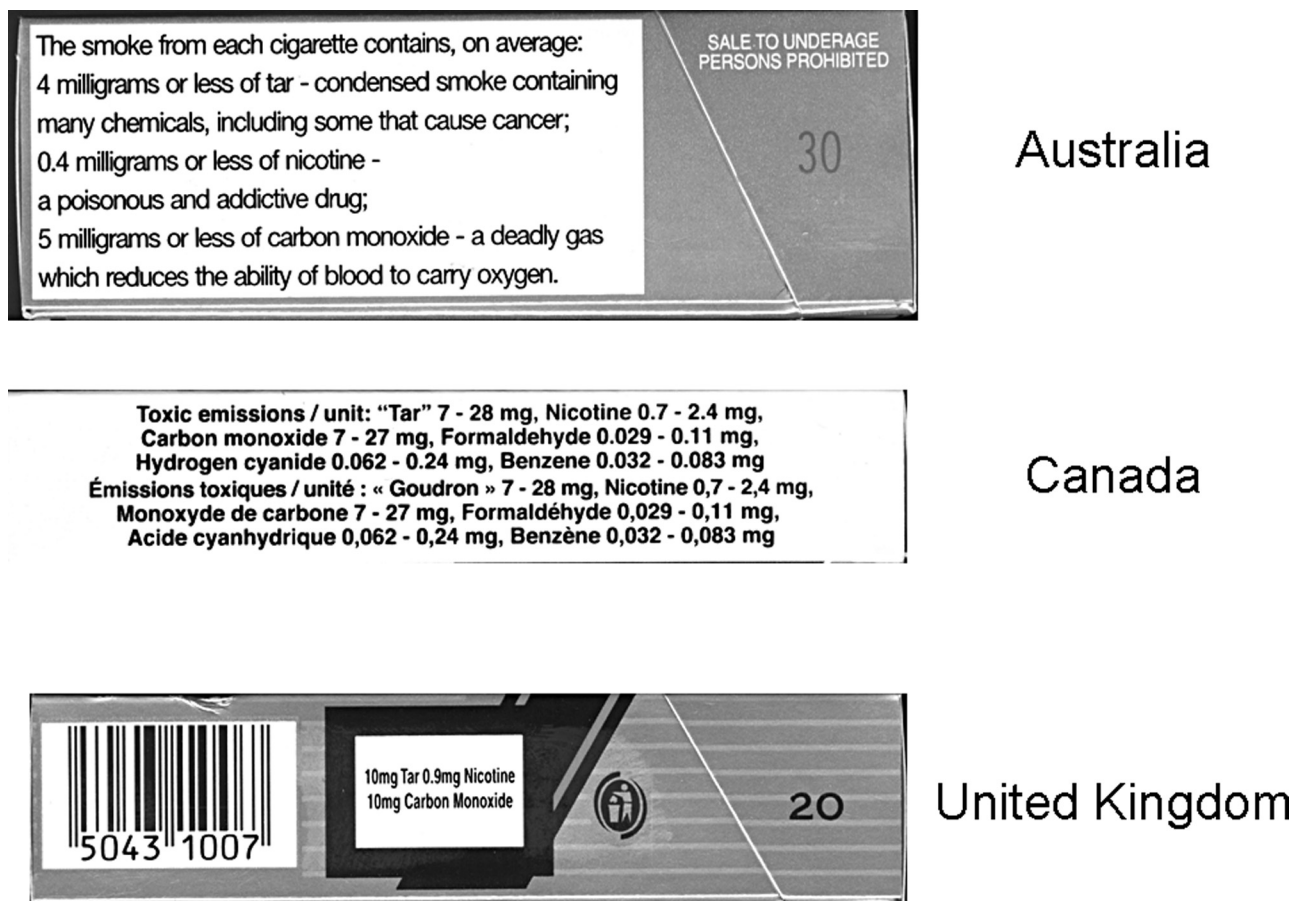 The smoke from each cigarette contains, on average:
4 milligrams or less of tar - condensed smoke containing
many chemicals, including some that cause cancer;
0.4 milligrams or less of nicotine -
a poisonous and addictive drug;
5 milligrams or less of carbon monoxide - a deadly gas
which reduces the ability of blood to carry oxygen.
SALE TO UNDERAGE
PERSONS PROHIBITED
30
Australia
Toxic emissions / unit: “Tar” 7 - 28 mg, Nicotine 0.7 - 2.4 mg,
Carbon monoxide 7 - 27 mg, Formaldehyde 0.029 - 0.11 mg,
Hydrogen cyanide 0.062 - 0.24 mg, Benzene 0.032 - 0.083 mg
Émissions toxiques / unité : « Goudron » 7 - 28 mg, Nicotine 0,7 - 2,4 mg,
Monoxyde de carbone 7 - 27 mg, Formaldéhyde 0,029 - 0,11 mg,
Acide cyanhydrique 0,062 - 0,24 mg, Benzène 0,032 - 0,083 mg
Canada
5043 1007
10mg Tar 0.9mg Nicotine
10mg Carbon Monoxide
20
United Kingdom